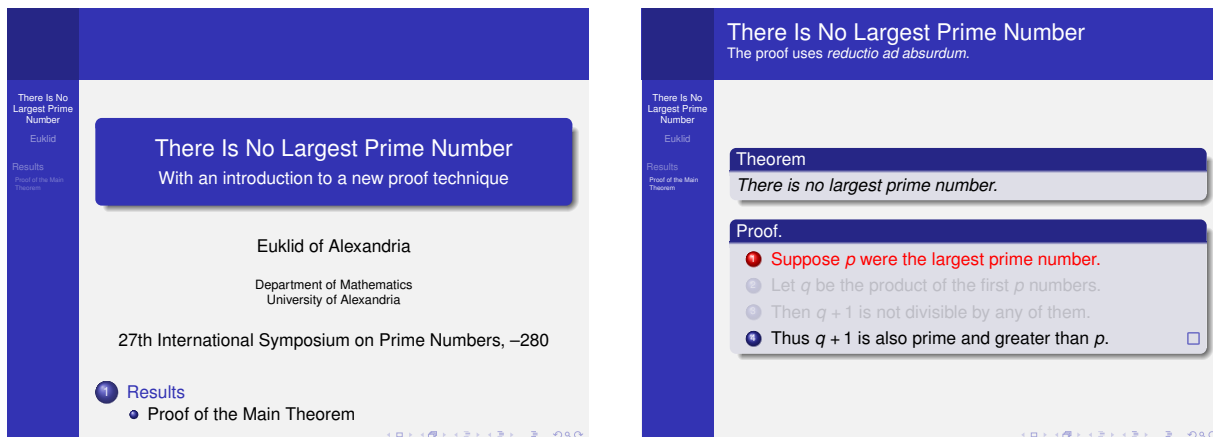 There Is No
Largest Prime
Number
Euklid
Results
Proof of the Main
Theorem
There Is No Largest Prime Number
With an introduction to a new proof technique
Euklid of Alexandria
Department of Mathematics
University of Alexandria
27th International Symposium on Prime Numbers, –280
1 Results
Proof of the Main Theorem
There Is No Largest Prime Number
The proof uses reductio ad absurdum.
There Is No
Largest Prime
Number
Euklid
Results
Proof of the Main
Theorem
Theorem
There is no largest prime number.
Proof.
1 Suppose p were the largest prime number.
2 Let q be the product of the first p numbers.
3 Then q + 1 is not divisible by any of them.
4 Thus q + 1 is also prime and greater than p. □